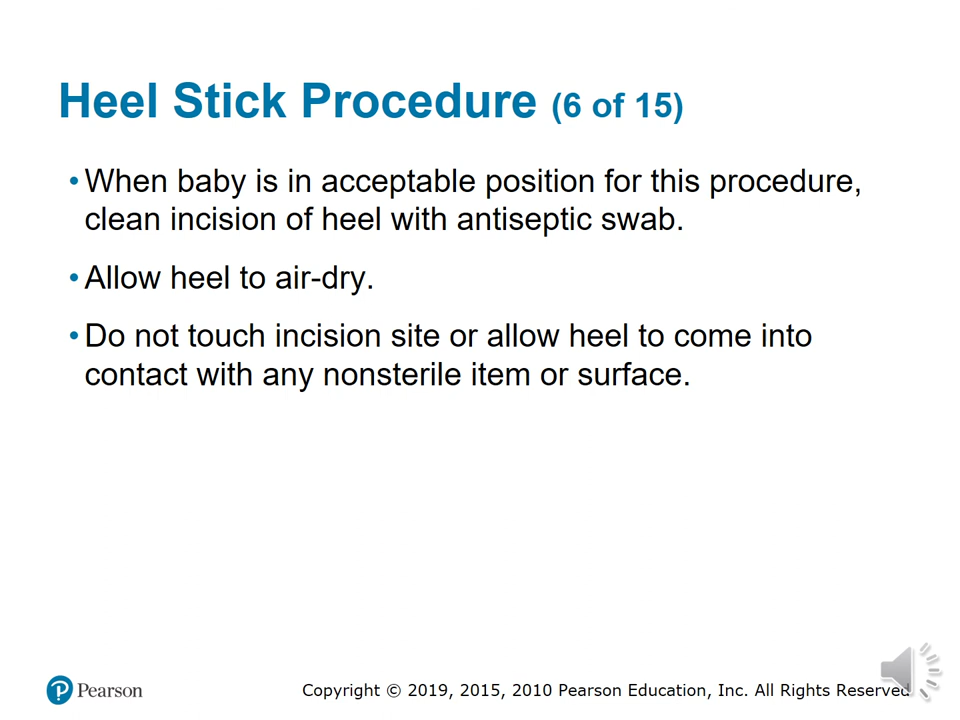 Heel Stick Procedure (6 of 15)
• When baby is in acceptable position for this procedure,
clean incision of heel with antiseptic swab.
• Allow heel to air-dry.
• Do not touch incision site or allow heel to come into
contact with any nonsterile item or surface.
Pearson
Copyright © 2019, 2015, 2010 Pearson Education, Inc. All Rights Reserved